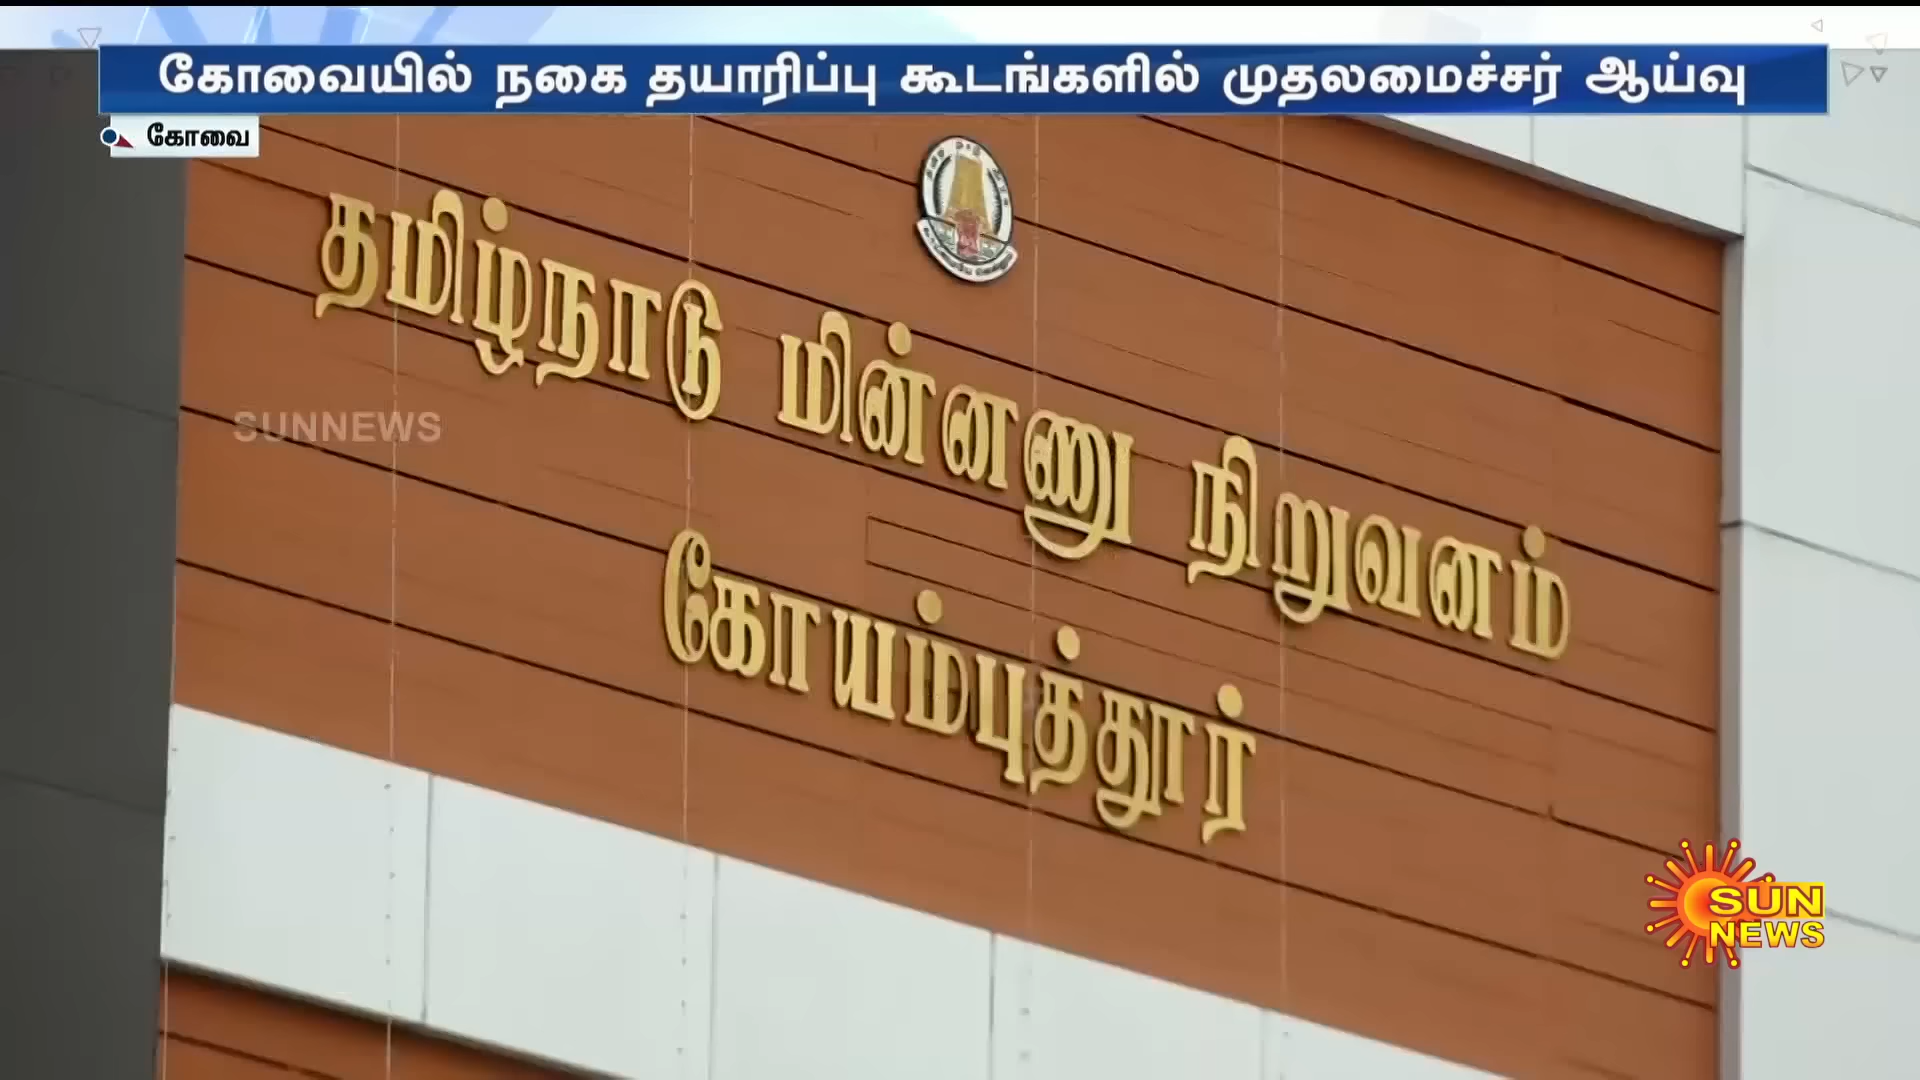 கோவையில் நகை தயாரிப்பு கூடங்களில் முதலமைச்சர் ஆய்வு
கோவை
தமிழ்நாடு மின்னணு நிறுவனம்
SUNNEWS
கோயம்புத்தூர்
SUN
NEWS